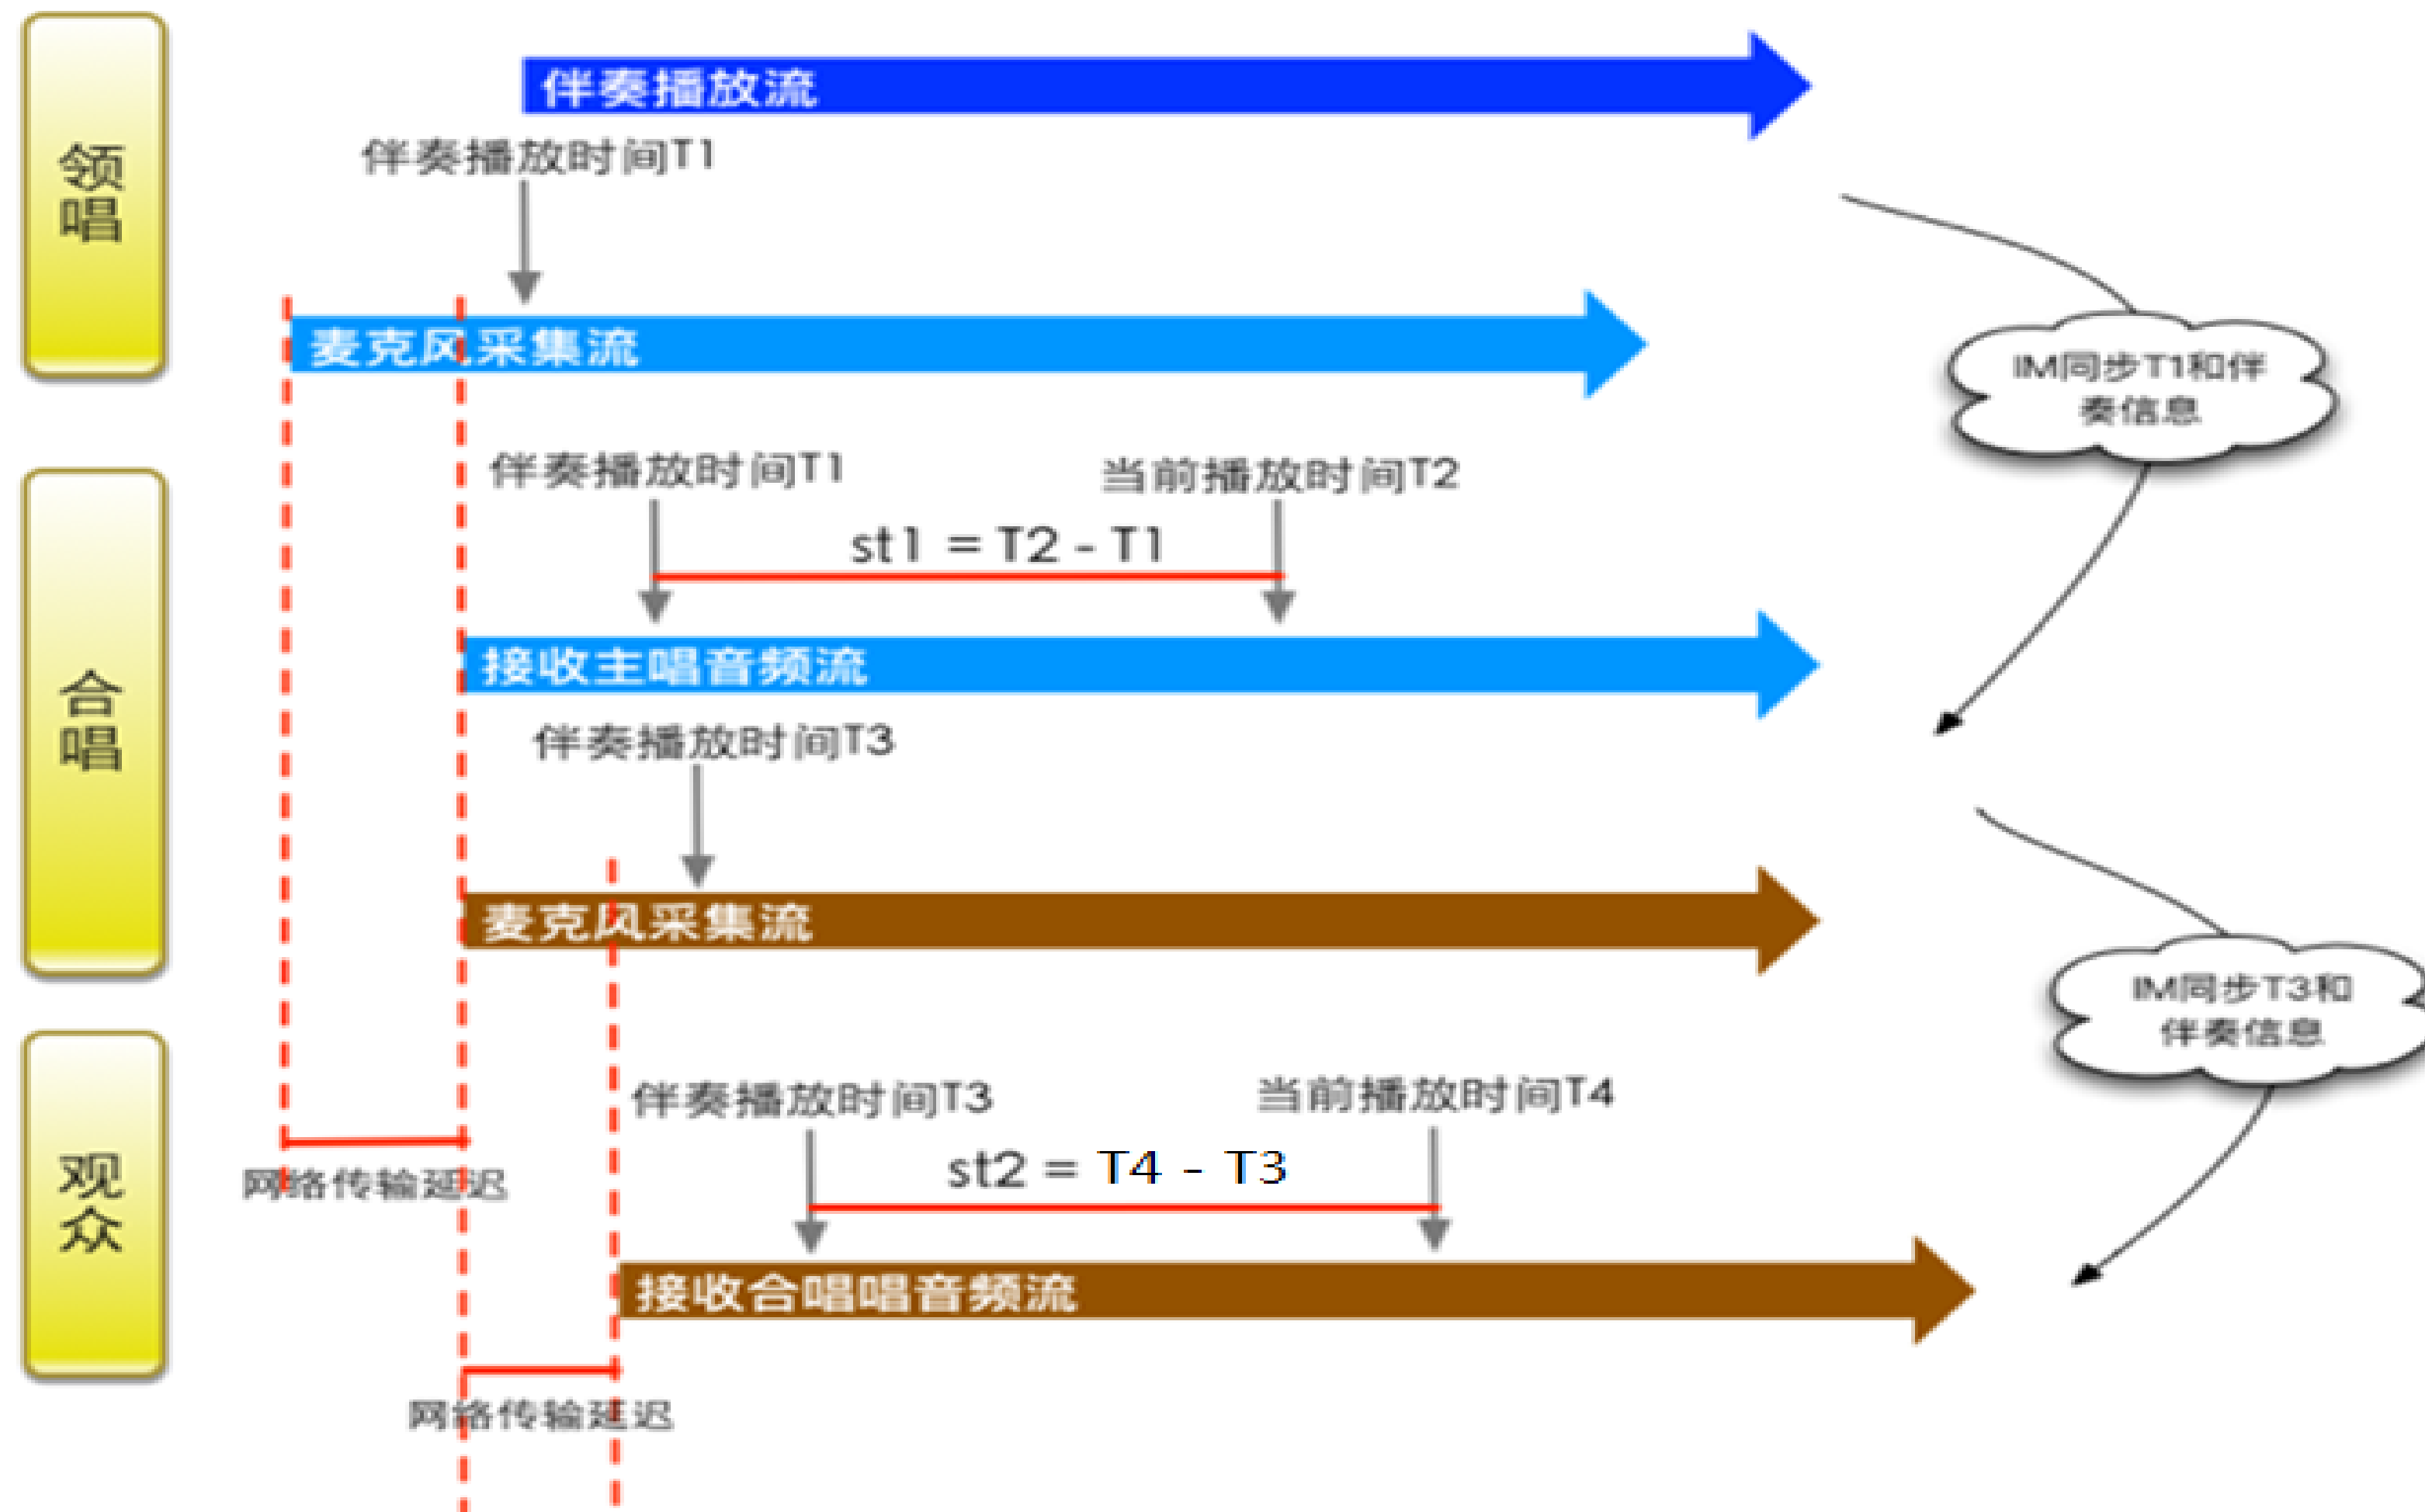 领
唱
伴奏播放流
伴奏播放时间T1
麦克风采集流
IM同步T1和伴
奏信息
合
唱
伴奏播放时间T1
当前播放时间T2
st1 = T2 - T1
接收主唱音频流
伴奏播放时间T3
麦克风采集流
IM同步T3和
伴奏信息
观
众
伴奏播放时间T3
当前播放时间T4
st2 = T4 - T3
网络传输延迟
接收合唱唱音频流
网络传输延迟